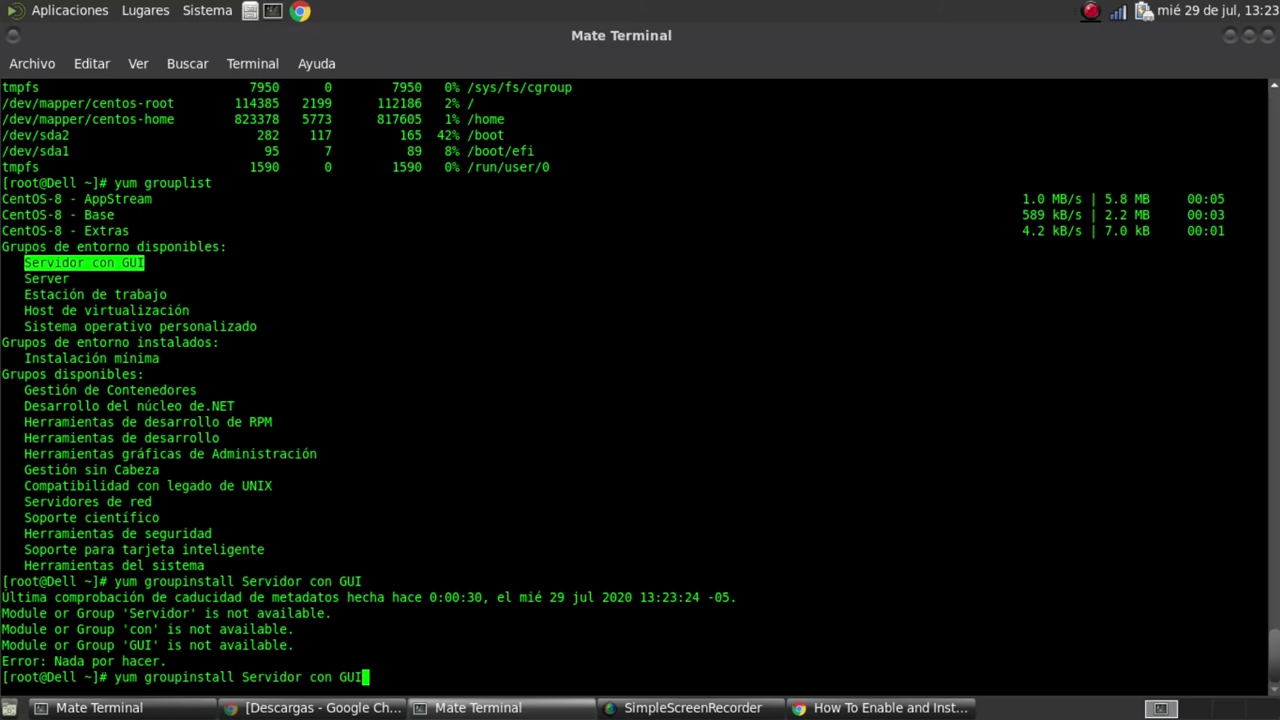 Aplicaciones Lugares Sistema mié 29 de jul, 13:23
Mate Terminal
Archivo Editar Ver Buscar Terminal Ayuda
tmpfs 7950 0 7950 0% /sys/fs/cgroup
/dev/mapper/centos-root 114385 2199 112186 2% /
/dev/mapper/centos-home 823378 5773 817605 1% /home
/dev/sda2 282 117 165 42% /boot
/dev/sda1 95 7 89 8% /boot/efi
tmpfs 1590 0 1590 0% /run/user/0
[root@Dell ~]# yum grouplist
CentOS-8 - AppStream 1.0 MB/s | 5.8 MB 00:05
CentOS-8 - Base 589 kB/s | 2.2 MB 00:03
CentOS-8 - Extras 4.2 kB/s | 7.0 kB 00:01
Grupos de entorno disponibles:
Servidor con GUI
Server
Estación de trabajo
Host de virtualización
Sistema operativo personalizado
Grupos de entorno instalados:
Instalación mínima
Grupos disponibles:
Gestión de Contenedores
Desarrollo del núcleo de.NET
Herramientas de desarrollo de RPM
Herramientas de desarrollo
Herramientas gráficas de Administración
Gestión sin Cabeza
Compatibilidad con legado de UNIX
Servidores de red
Soporte científico
Herramientas de seguridad
Soporte para tarjeta inteligente
Herramientas del sistema
[root@Dell ~]# yum groupinstall Servidor con GUI
Última comprobación de caducidad de metadatos hecha hace 0:00:30, el mié 29 jul 2020 13:23:24 -05.
Module or Group 'Servidor' is not available.
Module or Group 'con' is not available.
Module or Group 'GUI' is not available.
Error: Nada por hacer.
[root@Dell ~]# yum groupinstall Servidor con GUI
Mate Terminal [Descargas - Google Ch... Mate Terminal SimpleScreenRecorder How To Enable and Inst...